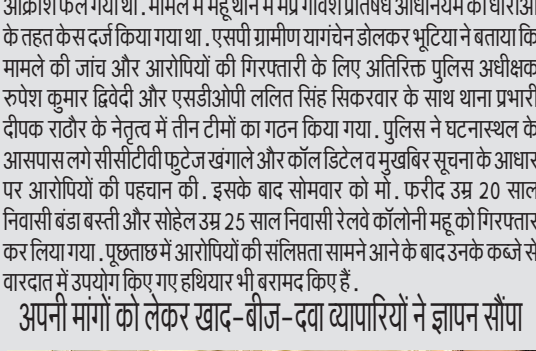 आक्रोश फैल गया था . मामले में महू थाने में मप्र गोवंश प्रतिषेध अधिनियम की धाराओं
के तहत केस दर्ज किया गया था . एसपी ग्रामीण यागंचेन डोलकर भूटिया ने बताया कि
मामले की जांच और आरोपियों की गिरफ्तारी के लिए अतिरिक्त पुलिस अधीक्षक
रुपेश कुमार द्विवेदी और एसडीओपी ललित सिंह सिकरवार के साथ थाना प्रभारी
दीपक राठौर के नेतृत्व में तीन टीमों का गठन किया गया . पुलिस ने घटनास्थल के
आसपास लगे सीसीटीवी फुटेज खंगाले और कॉल डिटेल व मुखबिर सूचना के आधार
पर आरोपियों की पहचान की . इसके बाद सोमवार को मो. फरीद उम्र 20 साल
निवासी बंडा बस्ती और सोहेल उम्र 25 साल निवासी रेलवे कॉलोनी महू को गिरफ्तार
कर लिया गया . पूछताछ में आरोपियों की संलिप्तता सामने आने के बाद उनके कब्जे से
वारदात में उपयोग किए गए हथियार भी बरामद किए हैं .
अपनी मांगों को लेकर खाद-बीज-दवा व्यापारियों ने ज्ञापन सौंपा